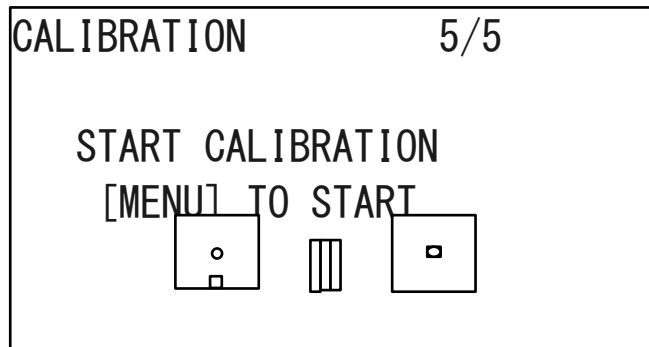 CALIBRATION 5/5
START CALIBRATION
[MENU] TO START